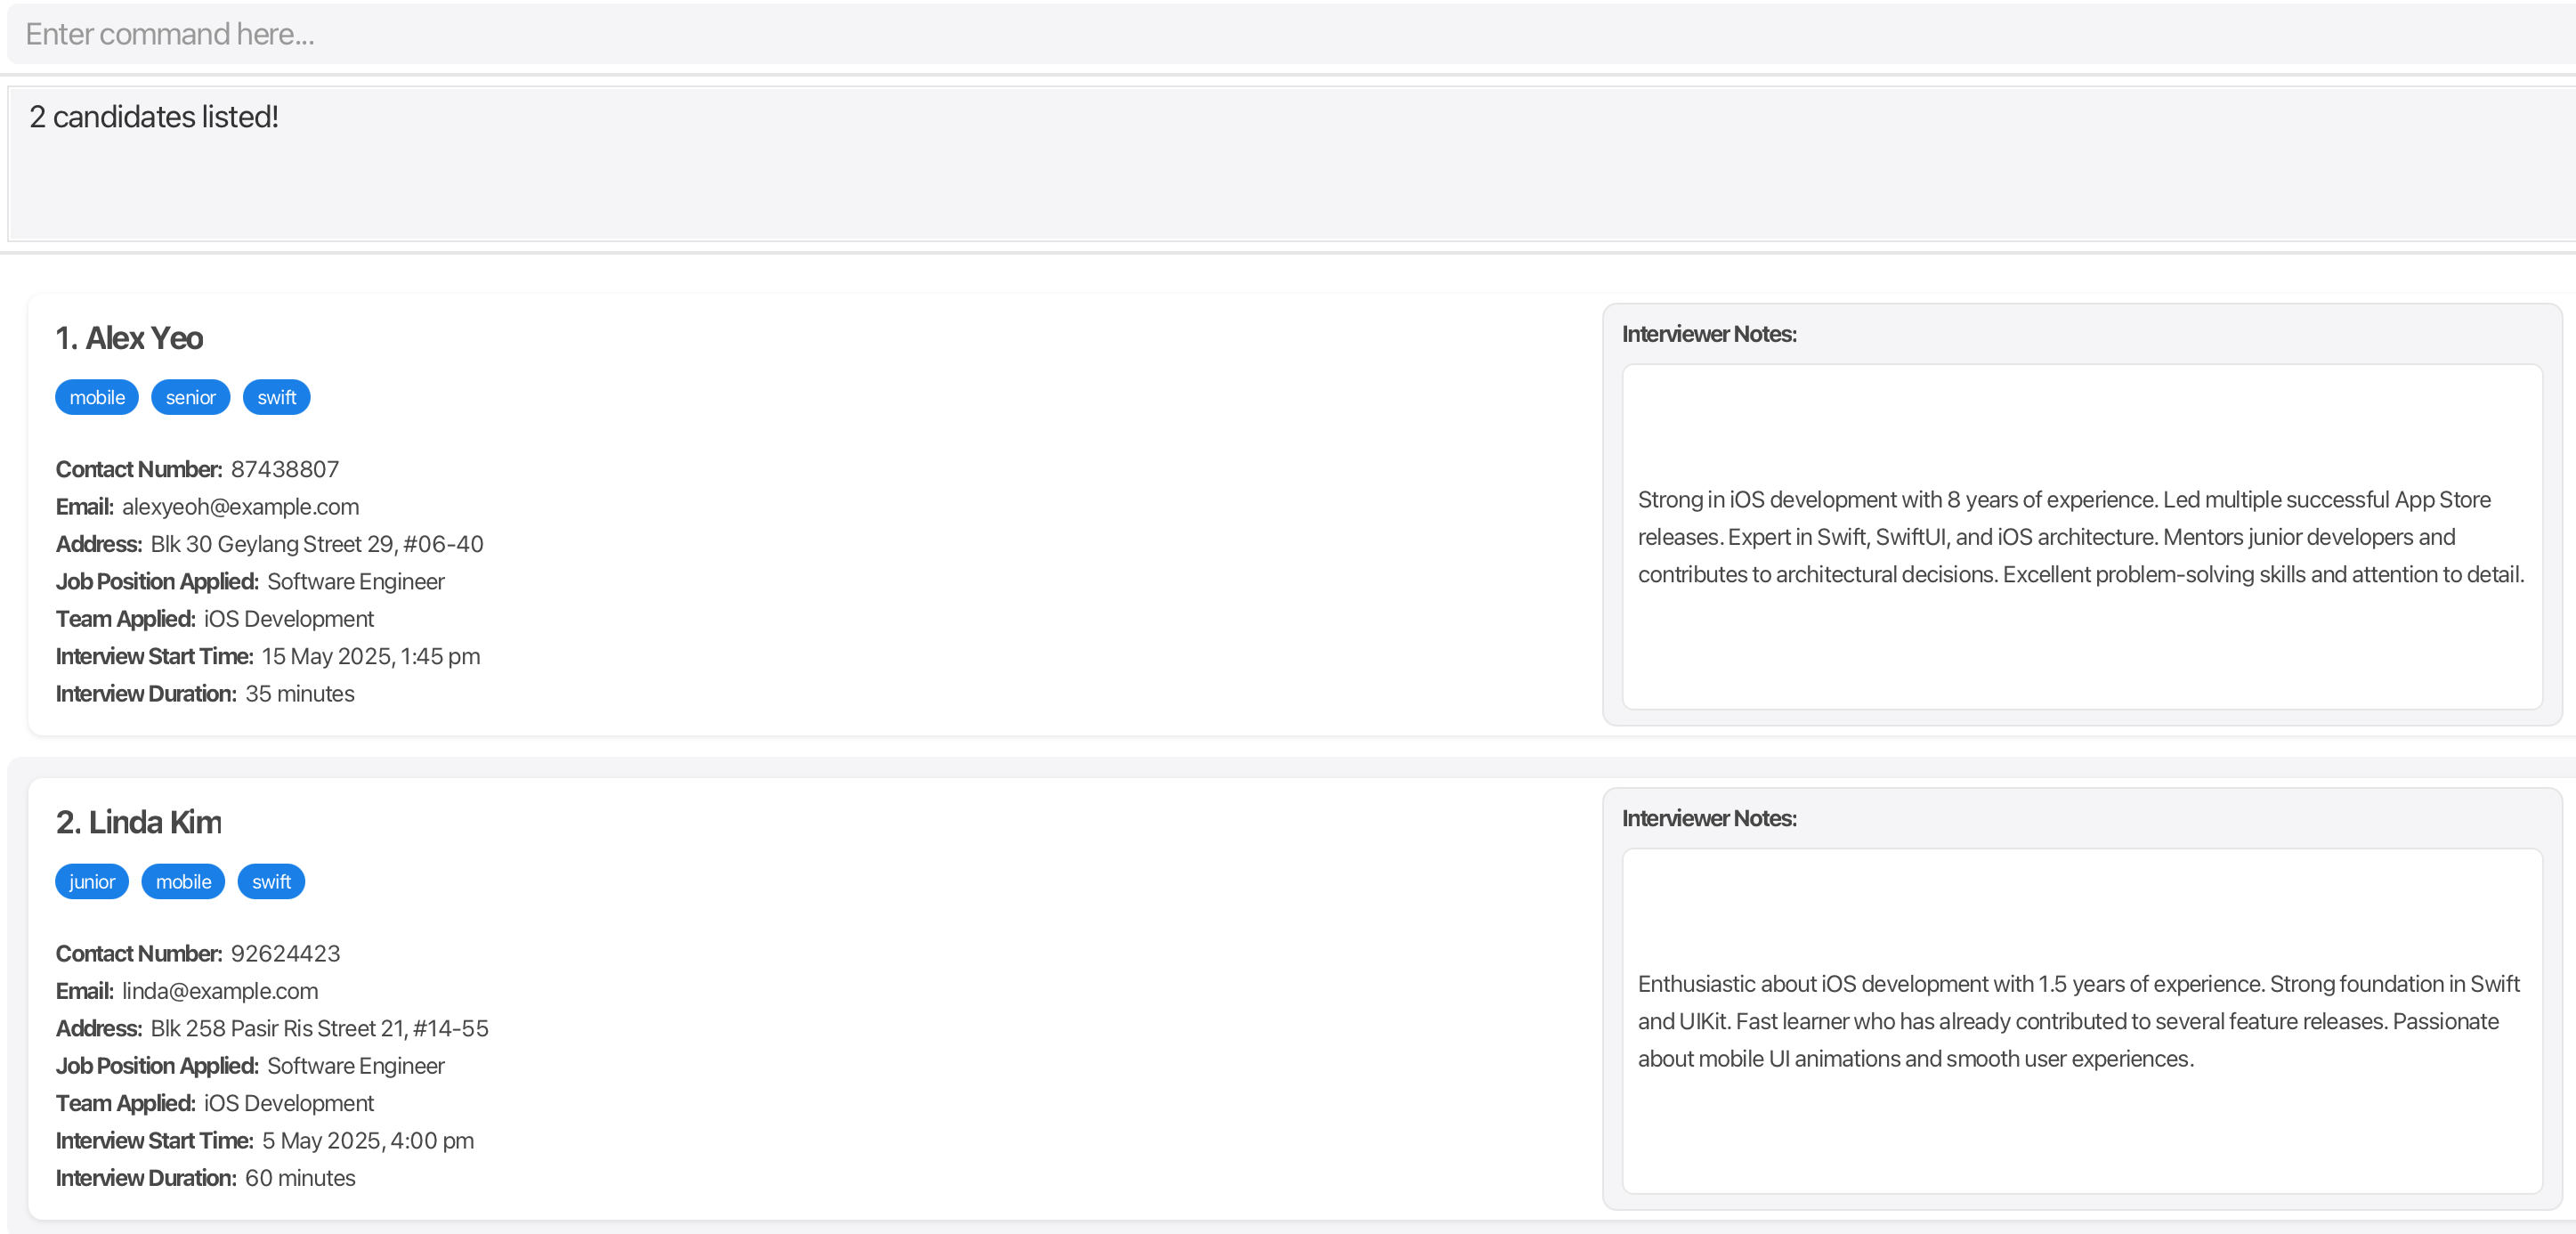 Enter command here...
2 candidates listed!
1. Alex Yeo
mobile senior swift
Contact Number: 87438807
Email: alexyeoh@example.com
Address: Blk 30 Geylang Street 29, #06-40
Job Position Applied: Software Engineer
Team Applied: iOS Development
Interview Start Time: 15 May 2025, 1:45 pm
Interview Duration: 35 minutes
Interviewer Notes:
Strong in iOS development with 8 years of experience. Led multiple successful App Store
releases. Expert in Swift, SwiftUI, and iOS architecture. Mentors junior developers and
contributes to architectural decisions. Excellent problem-solving skills and attention to detail.
2. Linda Kim
junior mobile swift
Contact Number: 92624423
Email: linda@example.com
Address: Blk 258 Pasir Ris Street 21, #14-55
Job Position Applied: Software Engineer
Team Applied: iOS Development
Interview Start Time: 5 May 2025, 4:00 pm
Interview Duration: 60 minutes
Interviewer Notes:
Enthusiastic about iOS development with 1.5 years of experience. Strong foundation in Swift
and UIKit. Fast learner who has already contributed to several feature releases. Passionate
about mobile UI animations and smooth user experiences.